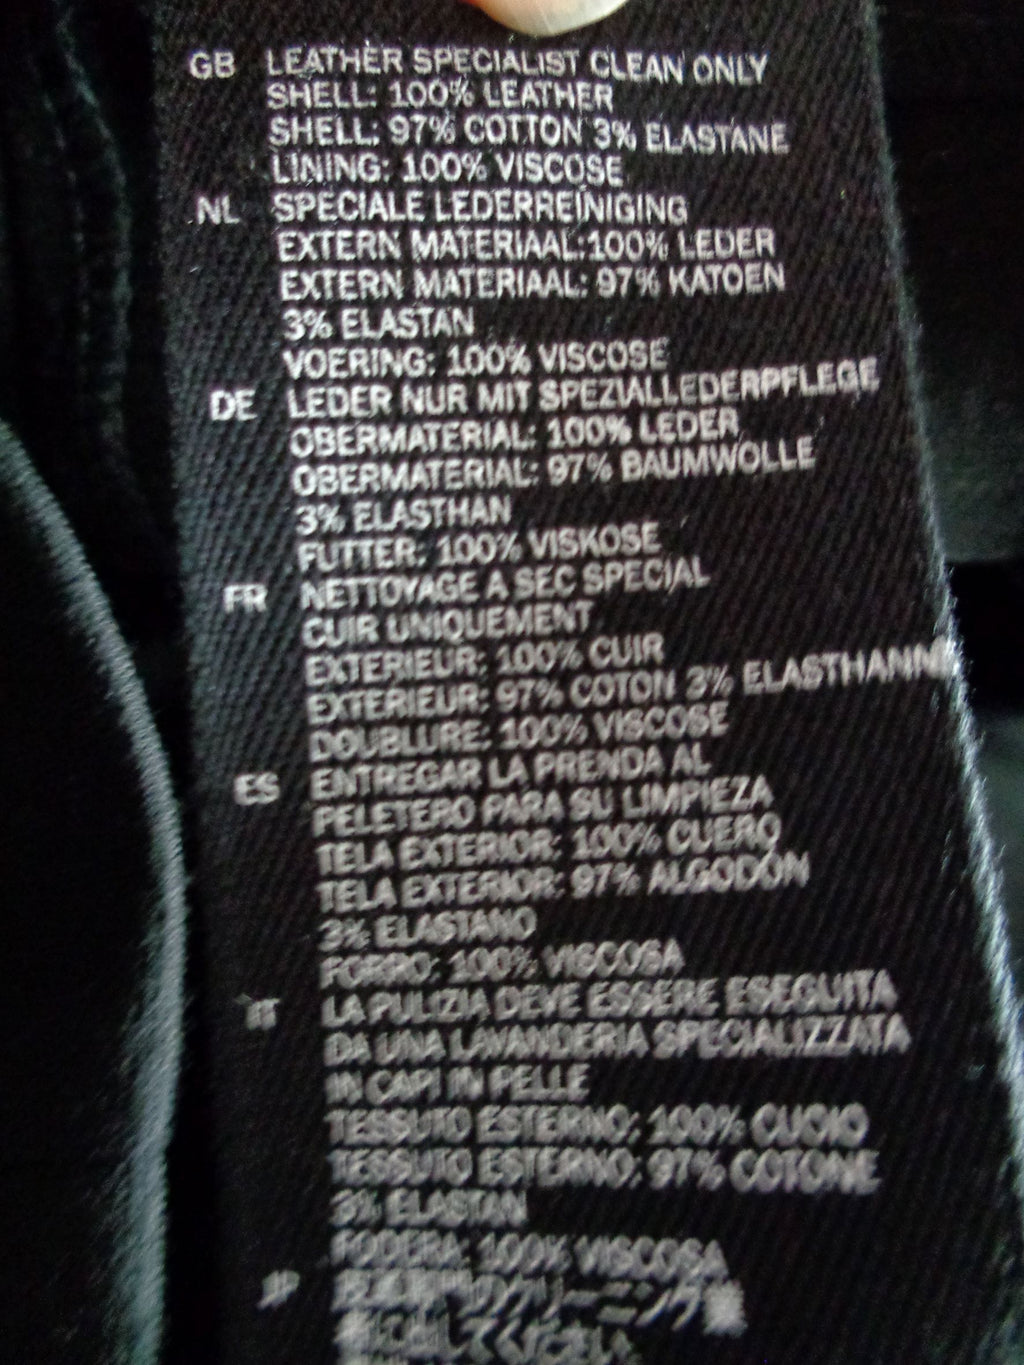 GB LEATHER SPECIALIST CLEAN ONLY
SHELL: 100% LEATHER
SHELL: 97% COTTON 3% ELASTANE
LINING: 100% VISCOSE
NL SPECIALE LEDERREINIGING
EXTERN MATERIAAL:100% LEDER
EXTERN MATERIAAL: 97% KATOEN
3% ELASTAN
VOERING: 100% VISCOSE
DE LEDER NUR MIT SPEZIALLEDERPFLEGE
OBERMATERIAL: 100% LEDER
OBERMATERIAL: 97% BAUMWOLLE
3% ELASTHAN
FUTTER: 100% VISKOSE
FR NETTOYAGE A SEC SPECIAL
CUIR UNIQUEMENT
EXTERIEUR: 100% CUIR
EXTERIEUR: 97% COTON 3% ELASTHANN
DOUBLURE: 100% VISCOSE
ES ENTREGAR LA PRENDA AL
PELETERO PARA SU LIMPIEZA
TELA EXTERIOR: 100% CUERO
TELA EXTERIOR: 97% ALGODÓN
3% ELASTANO
FORRO: 100% VISCOSA
IT LA PULIZIA DEVE ESSERE ESEGUITA
DA UNA LAVANDERIA SPECIALIZZATA
IN CAPI IN PELLE
TESSUTO ESTERNO: 100% CUOIO
TESSUTO ESTERNO: 97% COTONE
3% ELASTAN
FODERA: 100% VISCOSA
JP